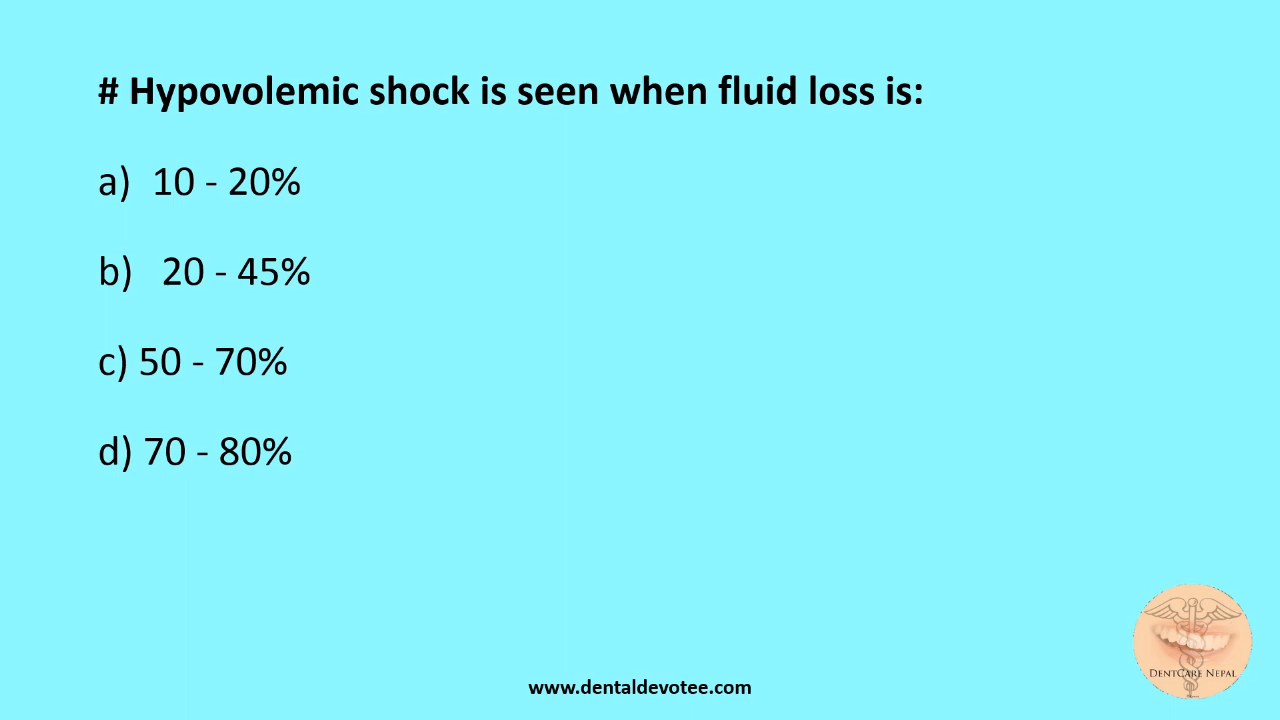 # Hypovolemic shock is seen when fluid loss is:
a) 10 - 20%
b) 20 - 45%
c) 50 - 70%
d) 70 - 80%
DENTCARE NEPAL
www.dentaldevotee.com